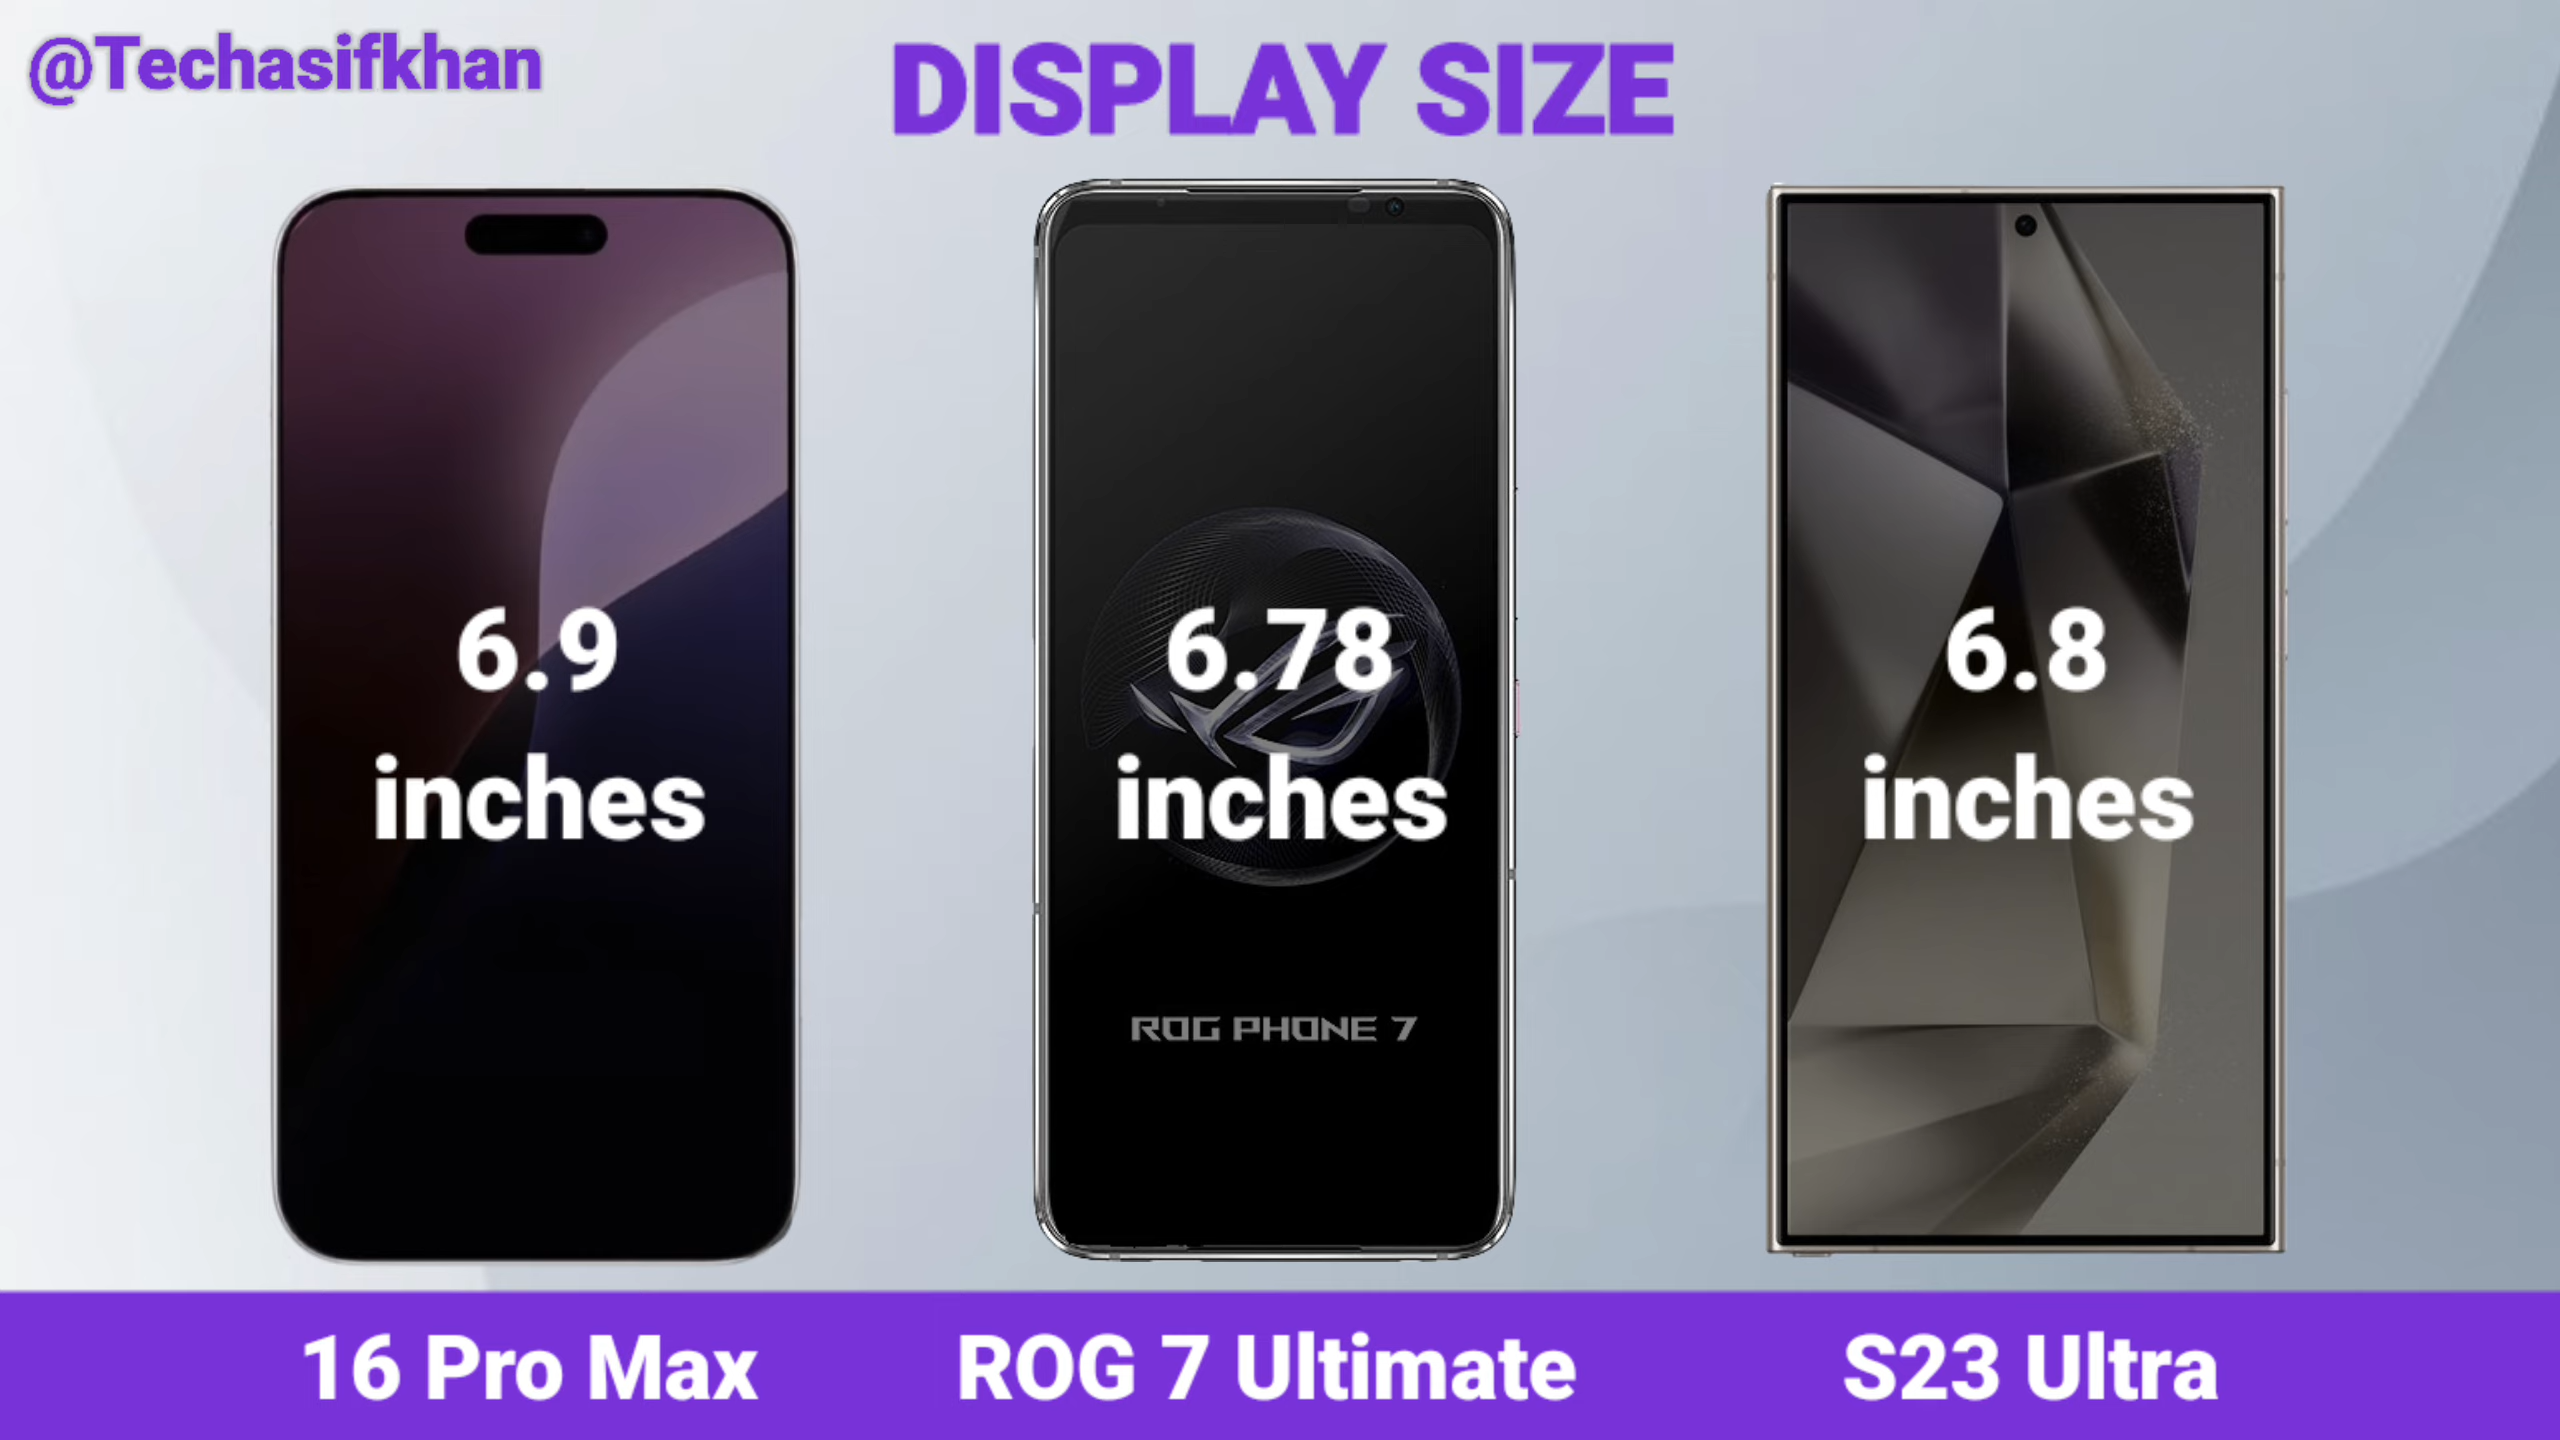 @Techasifkhan
DISPLAY SIZE
6.9
inches
6.78
inches
ROG PHONE 7
6.8
inches
16 Pro Max
ROG 7 Ultimate
S23 Ultra